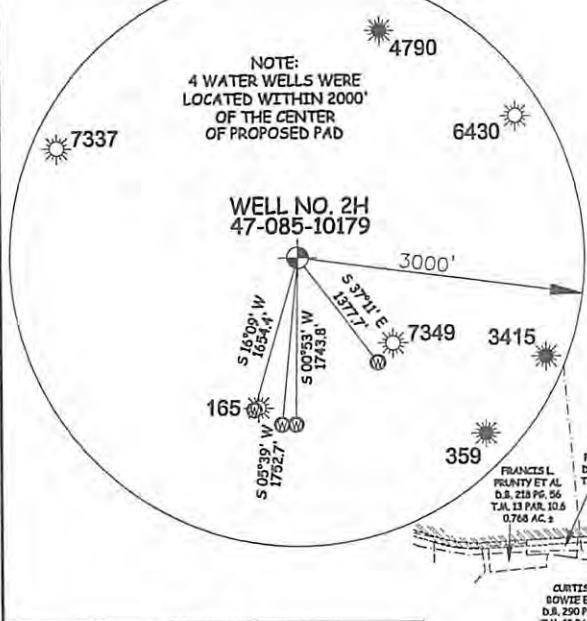 4790
NOTE:
4 WATER WELLS WERE
LOCATED WITHIN 2000'
OF THE CENTER
OF PROPOSED PAD
6430
7337
WELL NO. 2H
47-085-10179
3000'
S 37°11' E
1377.7'
S 16°09' W
1654.4'
S 00°53' W
1743.8'
S 05°39' W
1752.7'
7349
3415
165
359
W
W
W
W
FRANCIS L.
PRUNTY ET AL
D.B. 218 PG. 56
T.M. 13 PAR. 10.6
0.768 AC. ±
CURTIS
BOWIE E
D.B. 290 P